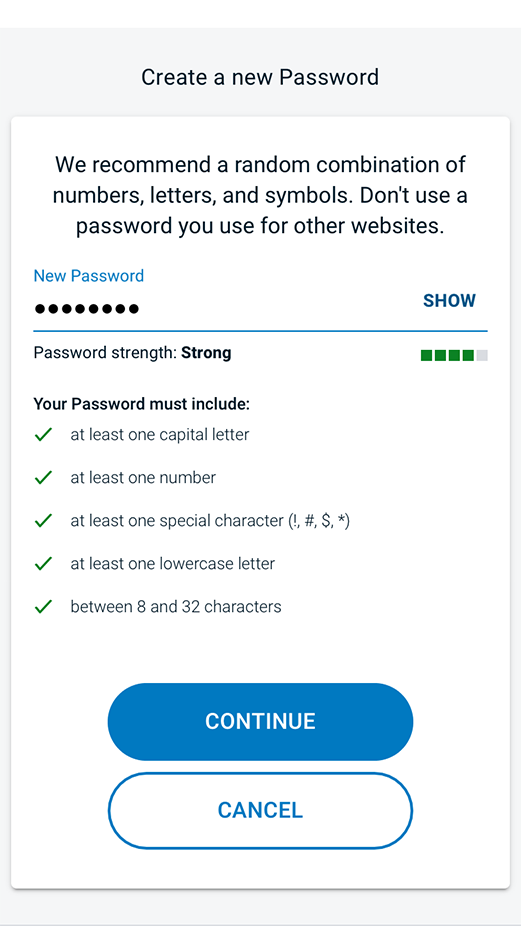 Create a new Password
We recommend a random combination of
numbers, letters, and symbols. Don't use a
password you use for other websites.
New Password
●●●●●●●●
SHOW
Password strength: Strong
Your Password must include:
at least one capital letter
at least one number
at least one special character (!, #, $, *)
at least one lowercase letter
between 8 and 32 characters
CONTINUE
CANCEL